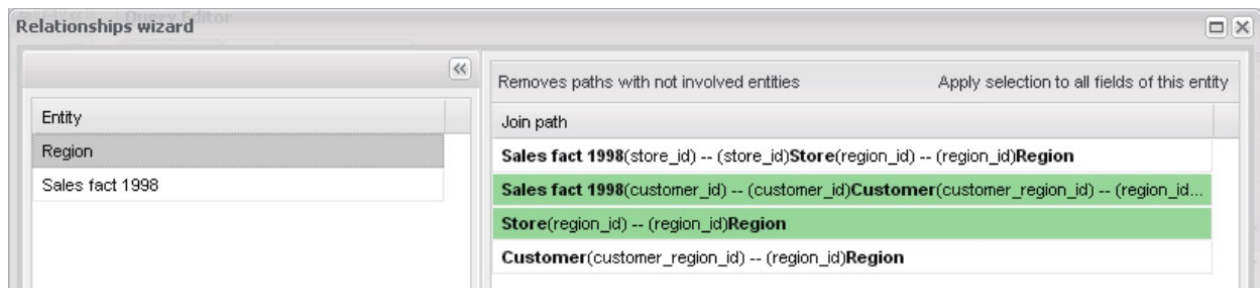 Query Editor
Relationships wizard
Removes paths with not involved entities Apply selection to all fields of this entity
Entity
Region
Sales fact 1998
Join path
Sales fact 1998(store_id) -- (store_id)Store(region_id) -- (region_id)Region
Sales fact 1998(customer_id) -- (customer_id)Customer(customer_region_id) -- (region_id...
Store(region_id) -- (region_id)Region
Customer(customer_region_id) -- (region_id)Region